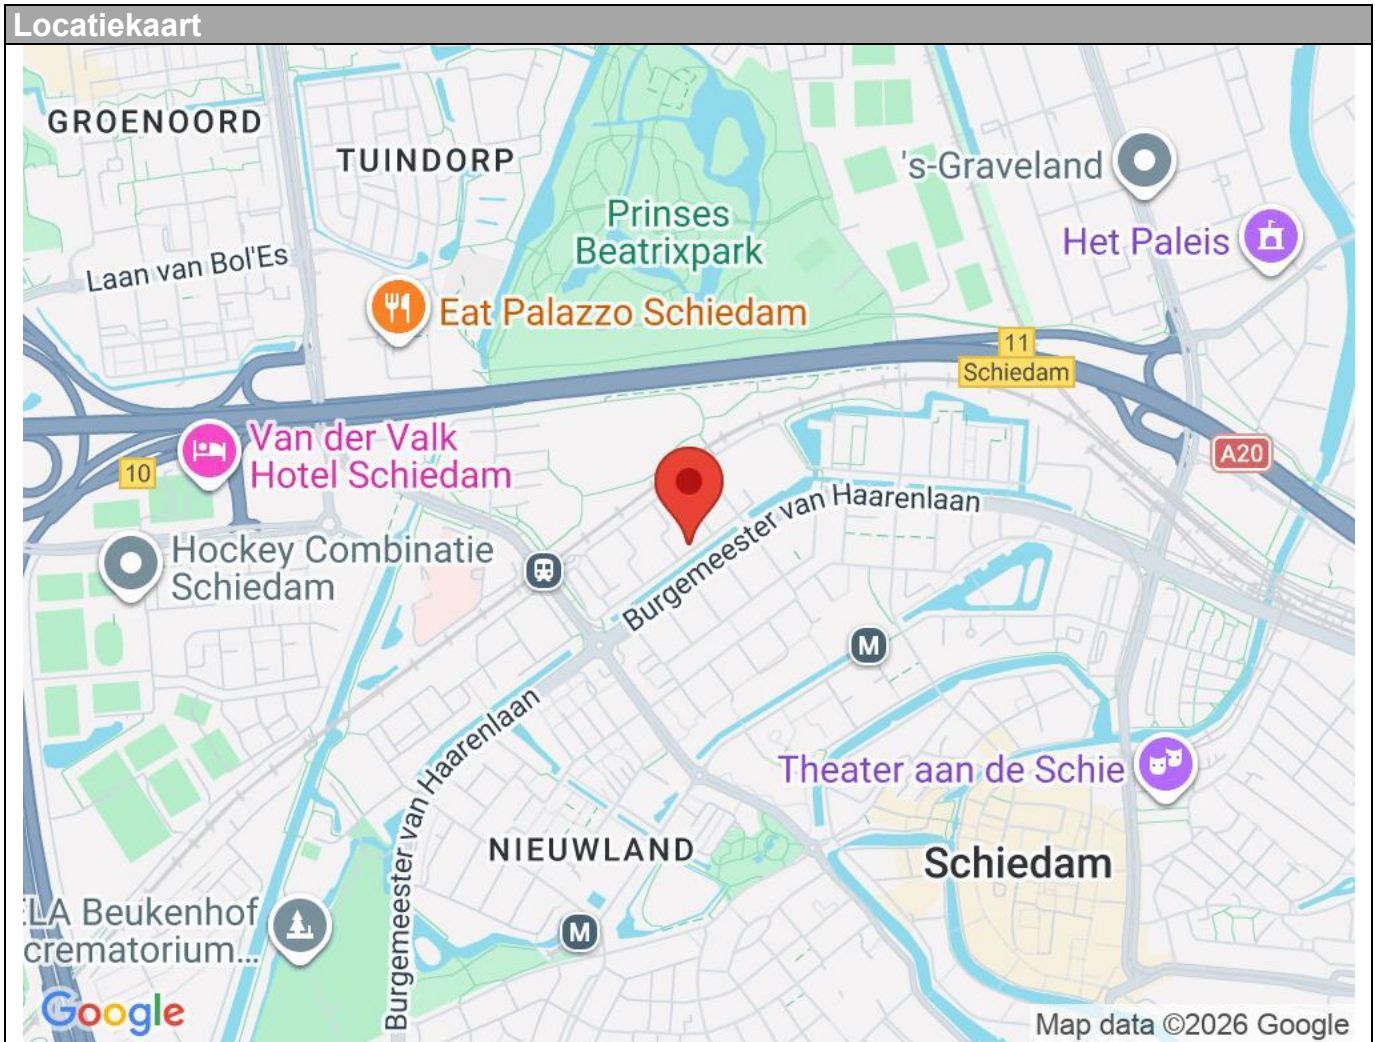 Locatiekaart
GROENOORD
TUINDORP
's-Graveland
Prinses
Beatrixpark
Het Paleis
Laan van Bol'Es
Eat Palazzo Schiedam
11
Schiedam
Van der Valk
Hotel Schiedam
10
A20
Burgemeester van Haarenlaan
Hockey Combinatie
Schiedam
M
Burgemeester van Haarenlaan
Theater aan de Schie
NIEUWLAND
Schiedam
ELA Beukenhof
crematorium...
M
Google
Map data ©2026 Google